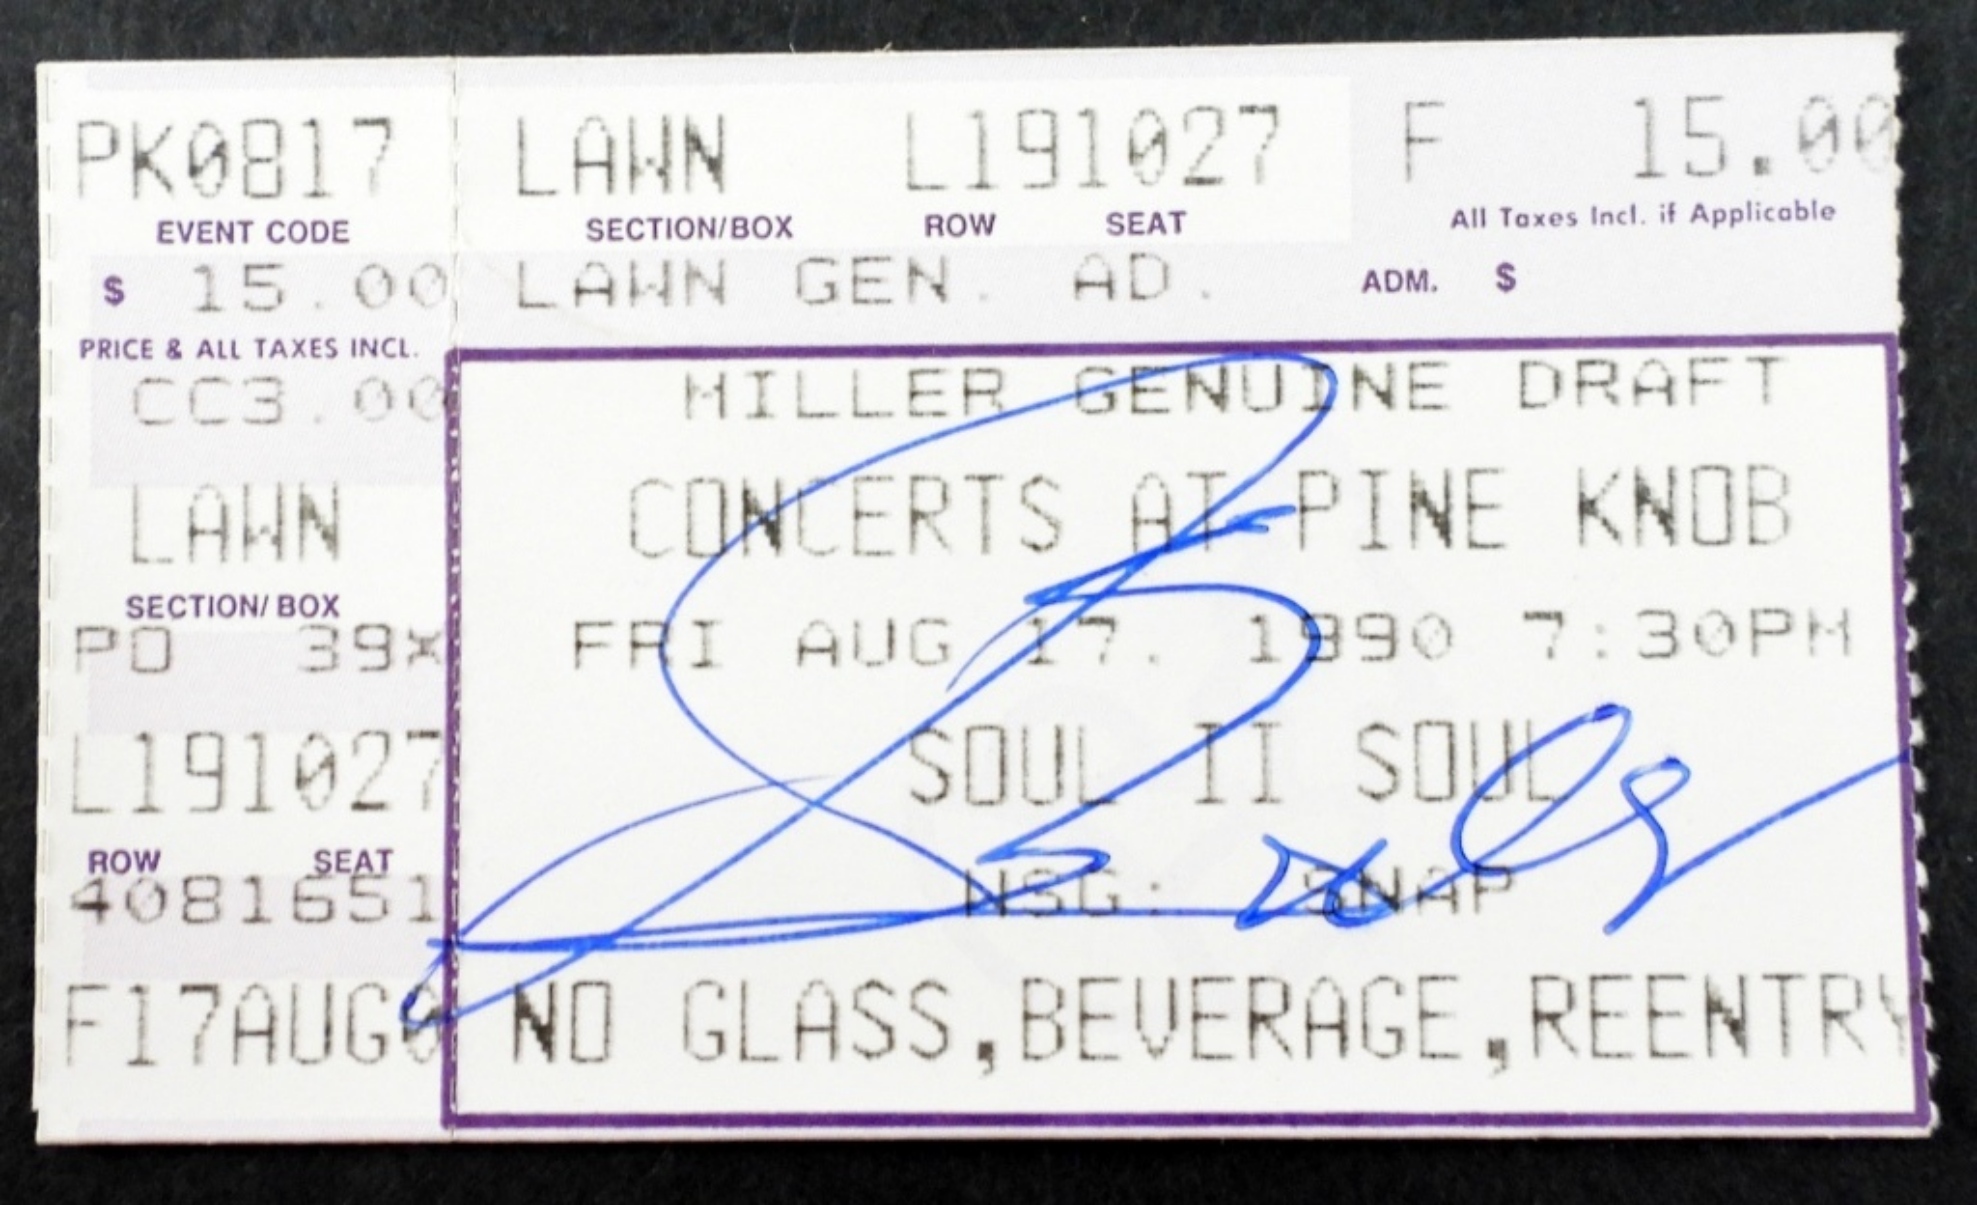 PK0817 LAWN L191027 F 15.00
EVENT CODE SECTION/BOX ROW SEAT All Taxes Incl. if Applicable
$ 15.00 LAWN GEN. AD. ADM. $
PRICE & ALL TAXES INCL.
CC3.00
LAWN
SECTION/BOX
PO 39X
L191027
ROW SEAT
4081651
F17AUG0
MILLER GENUINE DRAFT
CONCERTS AT PINE KNOB
FRI AUG 17. 1990 7:30PM
SOUL II SOUL
NSG: SNAP
NO GLASS,BEVERAGE,REENTRY